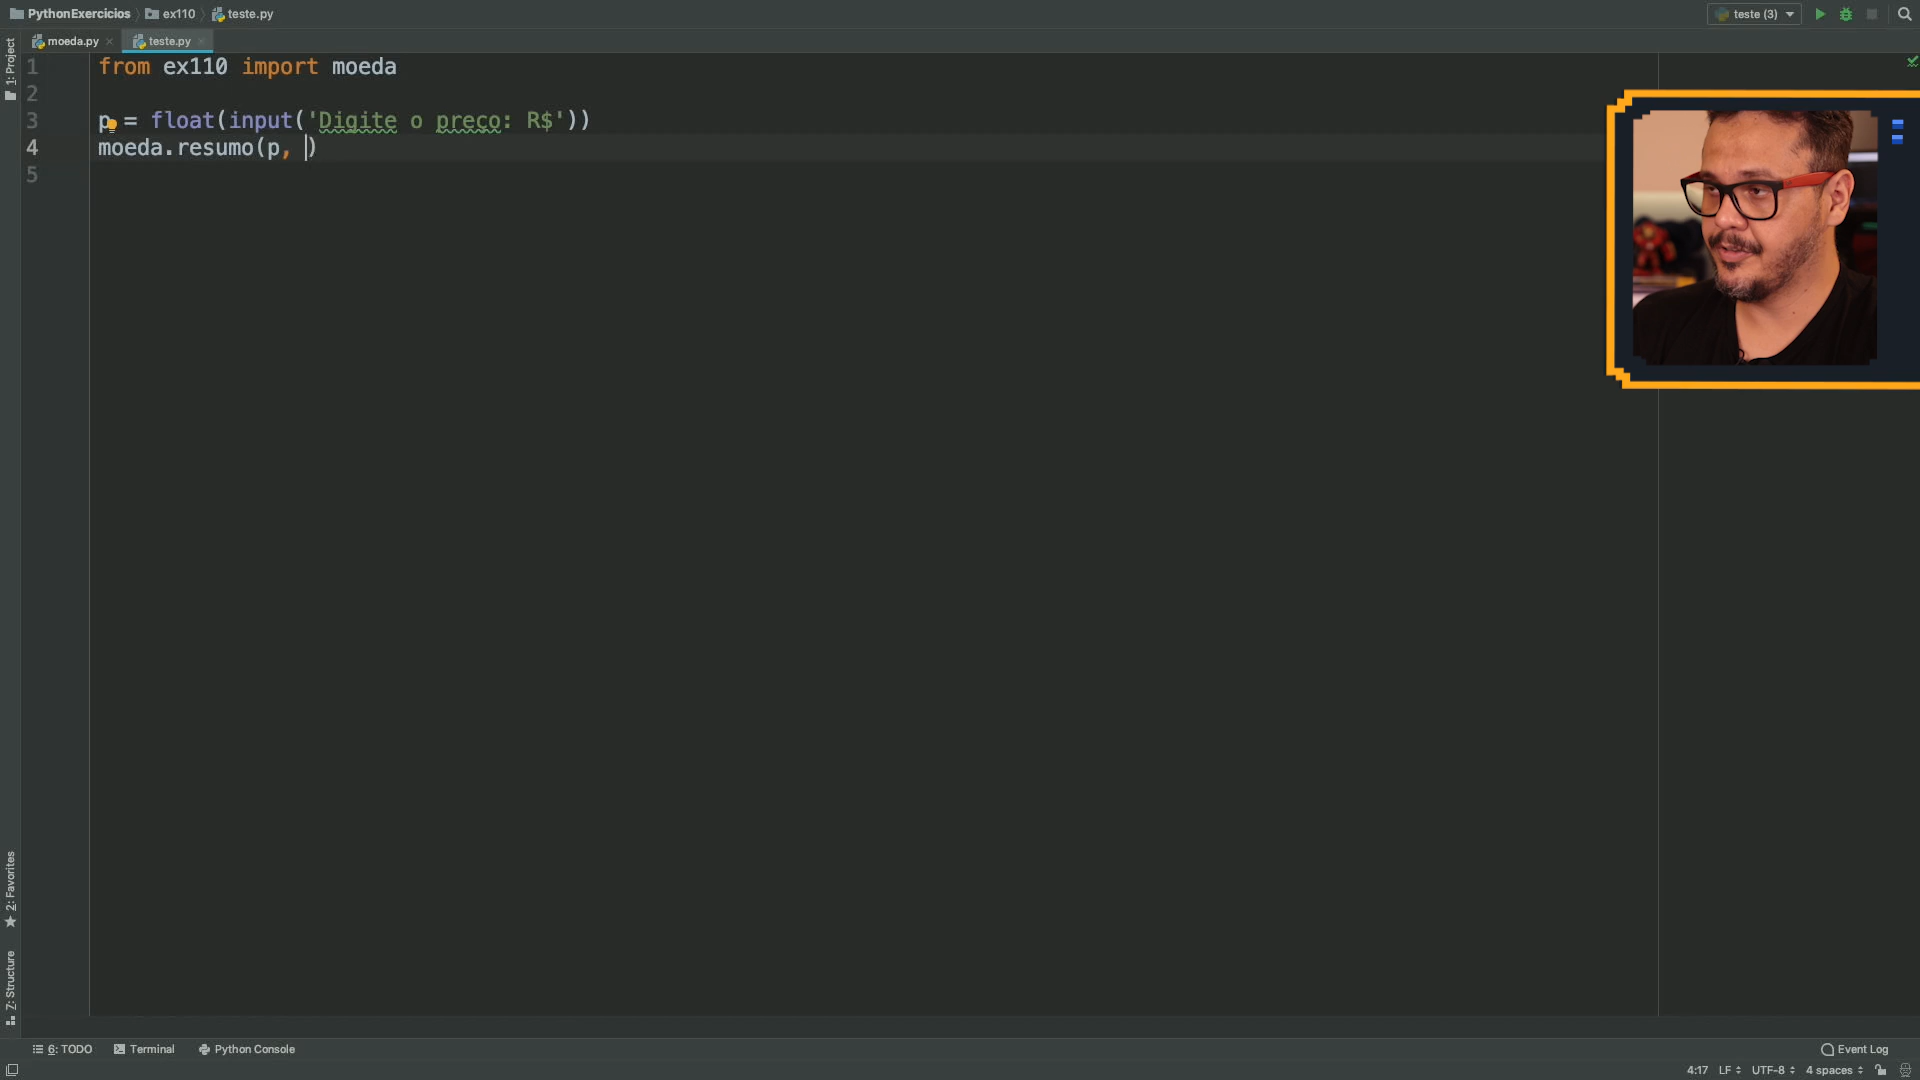 PythonExercicios ex110 teste.py
teste (3)
moeda.py teste.py
1: Project
1 from ex110 import moeda
2
3 p = float(input('Digite o preço: R$'))
4 moeda.resumo(p, )
5
2: Favorites
Z: Structure
6: TODO Terminal Python Console
Event Log
4:17 LF UTF-8 4 spaces